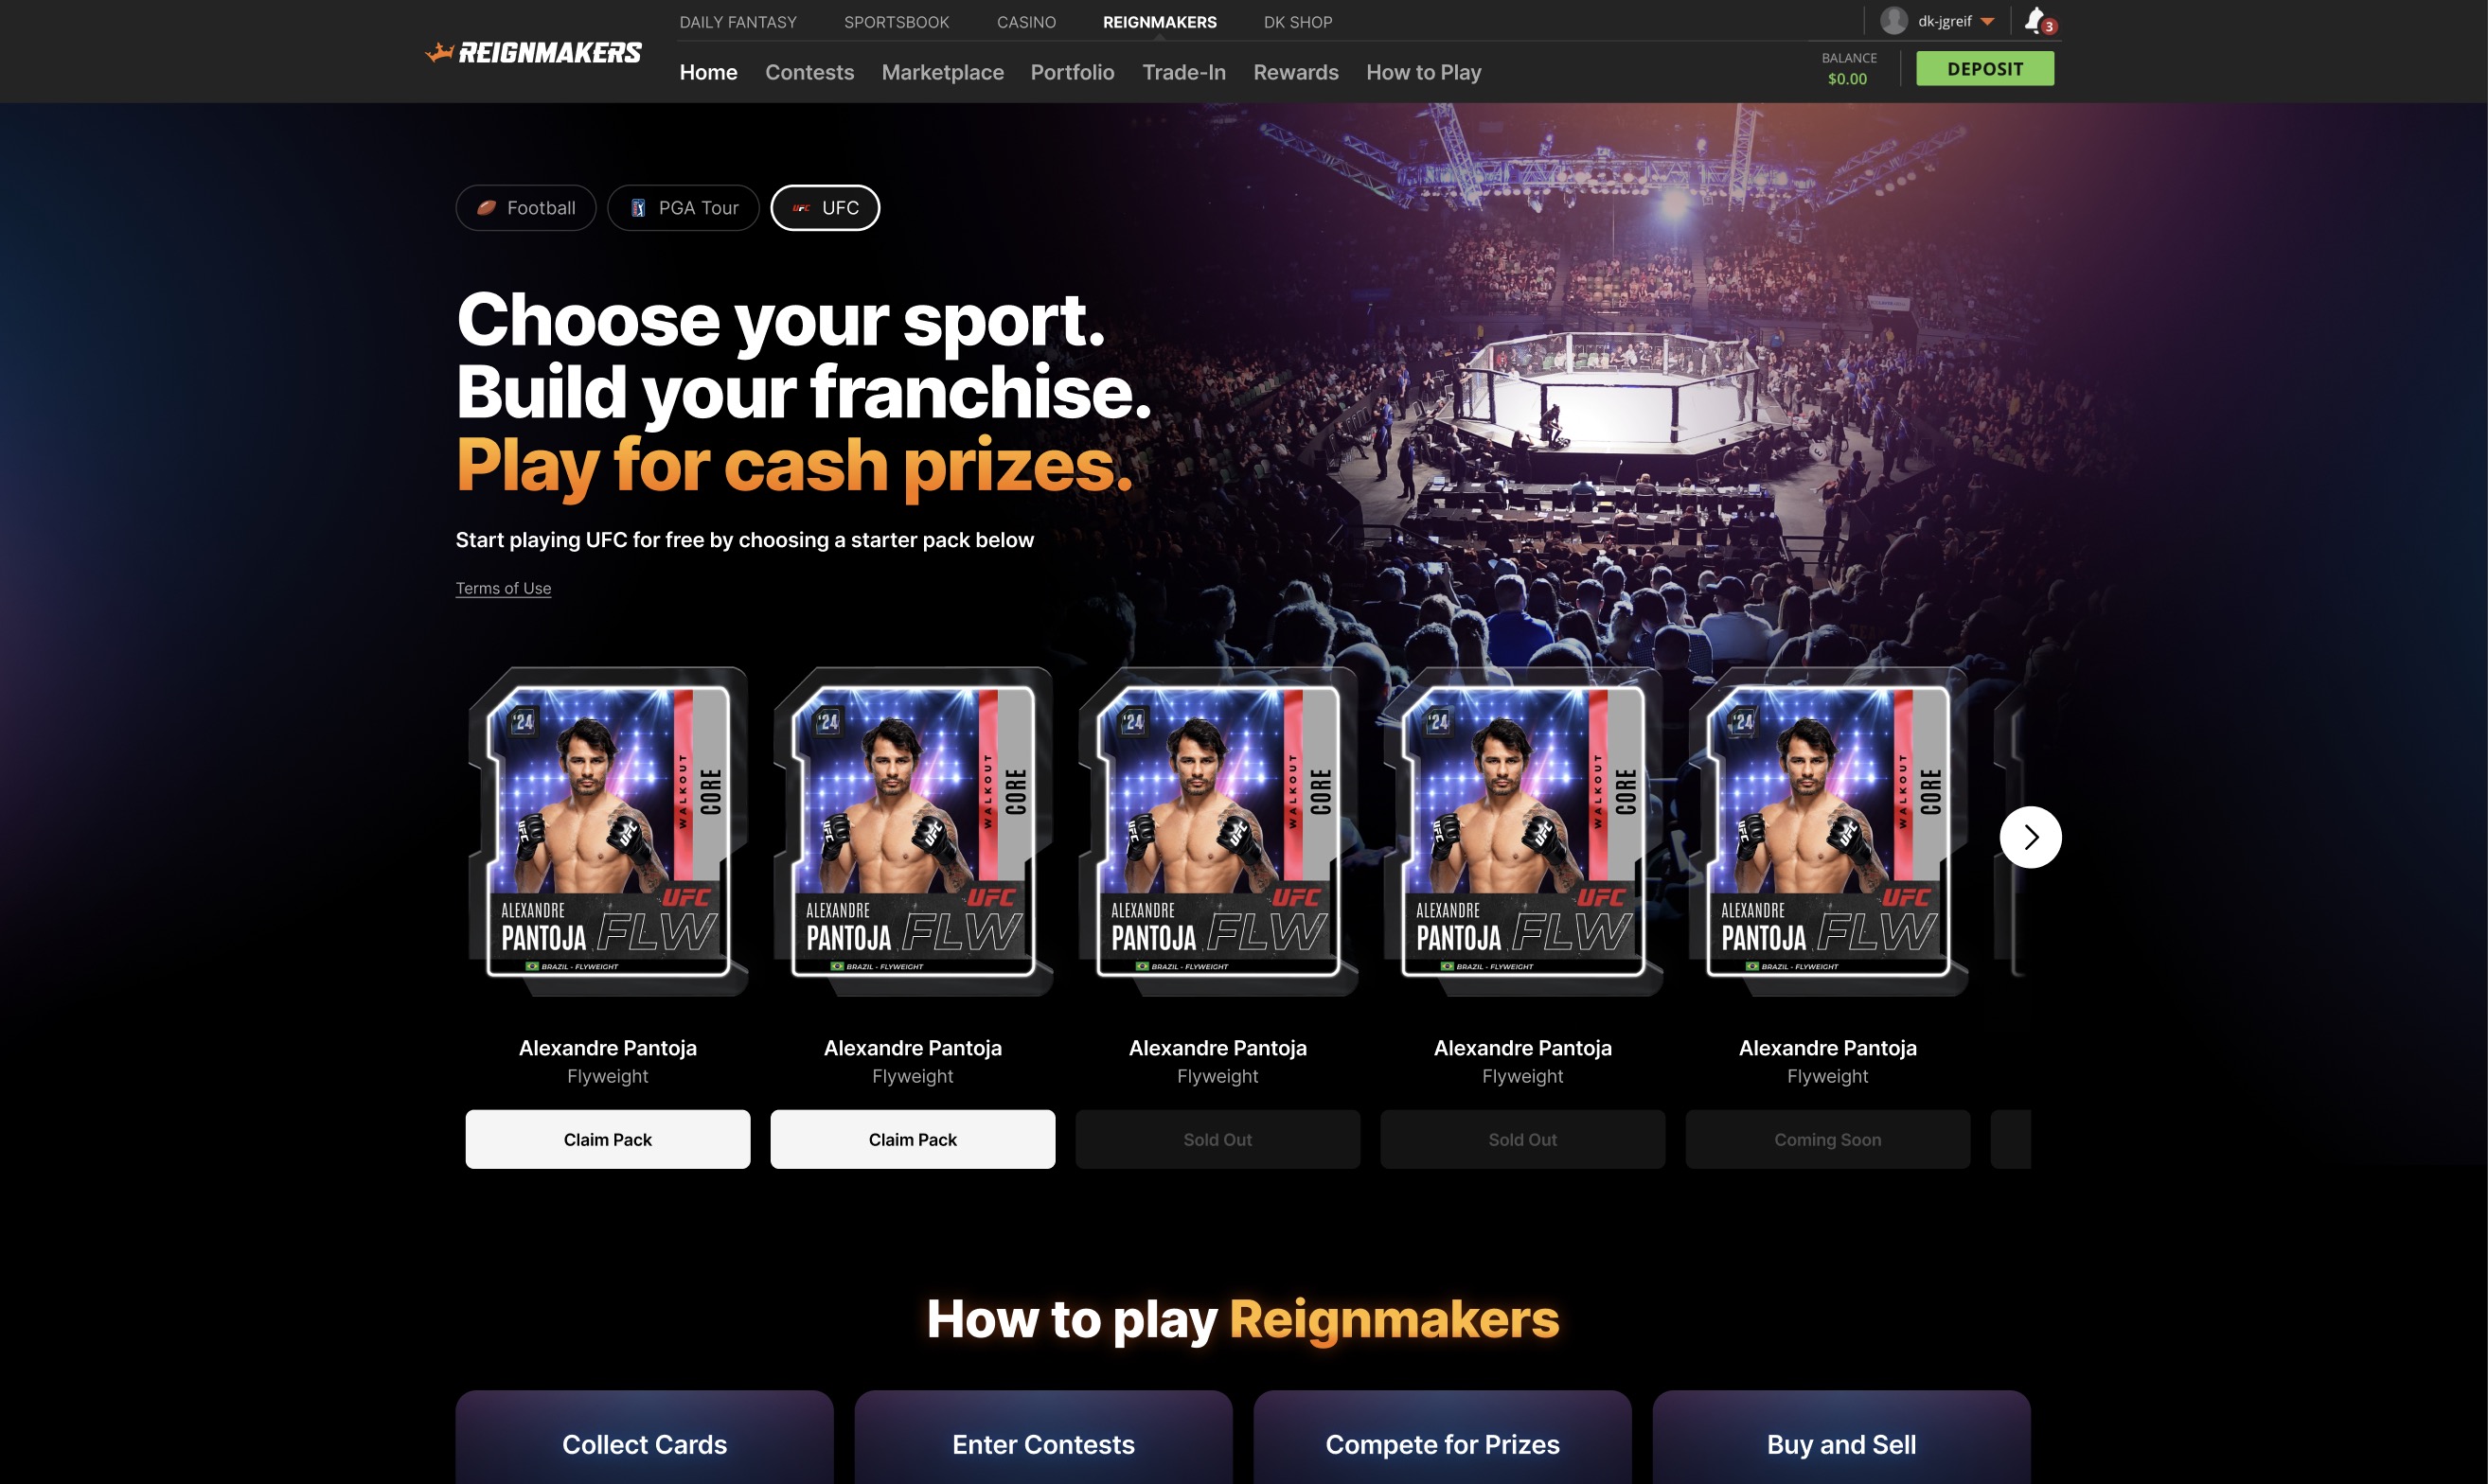 DAILY FANTASY SPORTSBOOK CASINO REIGNMAKERS DK SHOP
dk-jgreif 3
REIGNMAKERS
Home Contests Marketplace Portfolio Trade-In Rewards How to Play
BALANCE
$0.00
DEPOSIT
Football PGA Tour UFC UFC
Choose your sport.
Build your franchise.
Play for cash prizes.
Start playing UFC for free by choosing a starter pack below
Terms of Use
'24 WALKOUT CORE
UFC
ALEXANDRE
PANTOJA FLW
BRAZIL - FLYWEIGHT
'24 WALKOUT CORE
UFC
ALEXANDRE
PANTOJA FLW
BRAZIL - FLYWEIGHT
'24 WALKOUT CORE
UFC
ALEXANDRE
PANTOJA FLW
BRAZIL - FLYWEIGHT
'24 WALKOUT CORE
UFC
ALEXANDRE
PANTOJA FLW
BRAZIL - FLYWEIGHT
'24 WALKOUT CORE
UFC
ALEXANDRE
PANTOJA FLW
BRAZIL - FLYWEIGHT
Alexandre Pantoja Alexandre Pantoja Alexandre Pantoja Alexandre Pantoja Alexandre Pantoja
Flyweight Flyweight Flyweight Flyweight Flyweight
Claim Pack Claim Pack Sold Out Sold Out Coming Soon
How to play Reignmakers
Collect Cards Enter Contests Compete for Prizes Buy and Sell